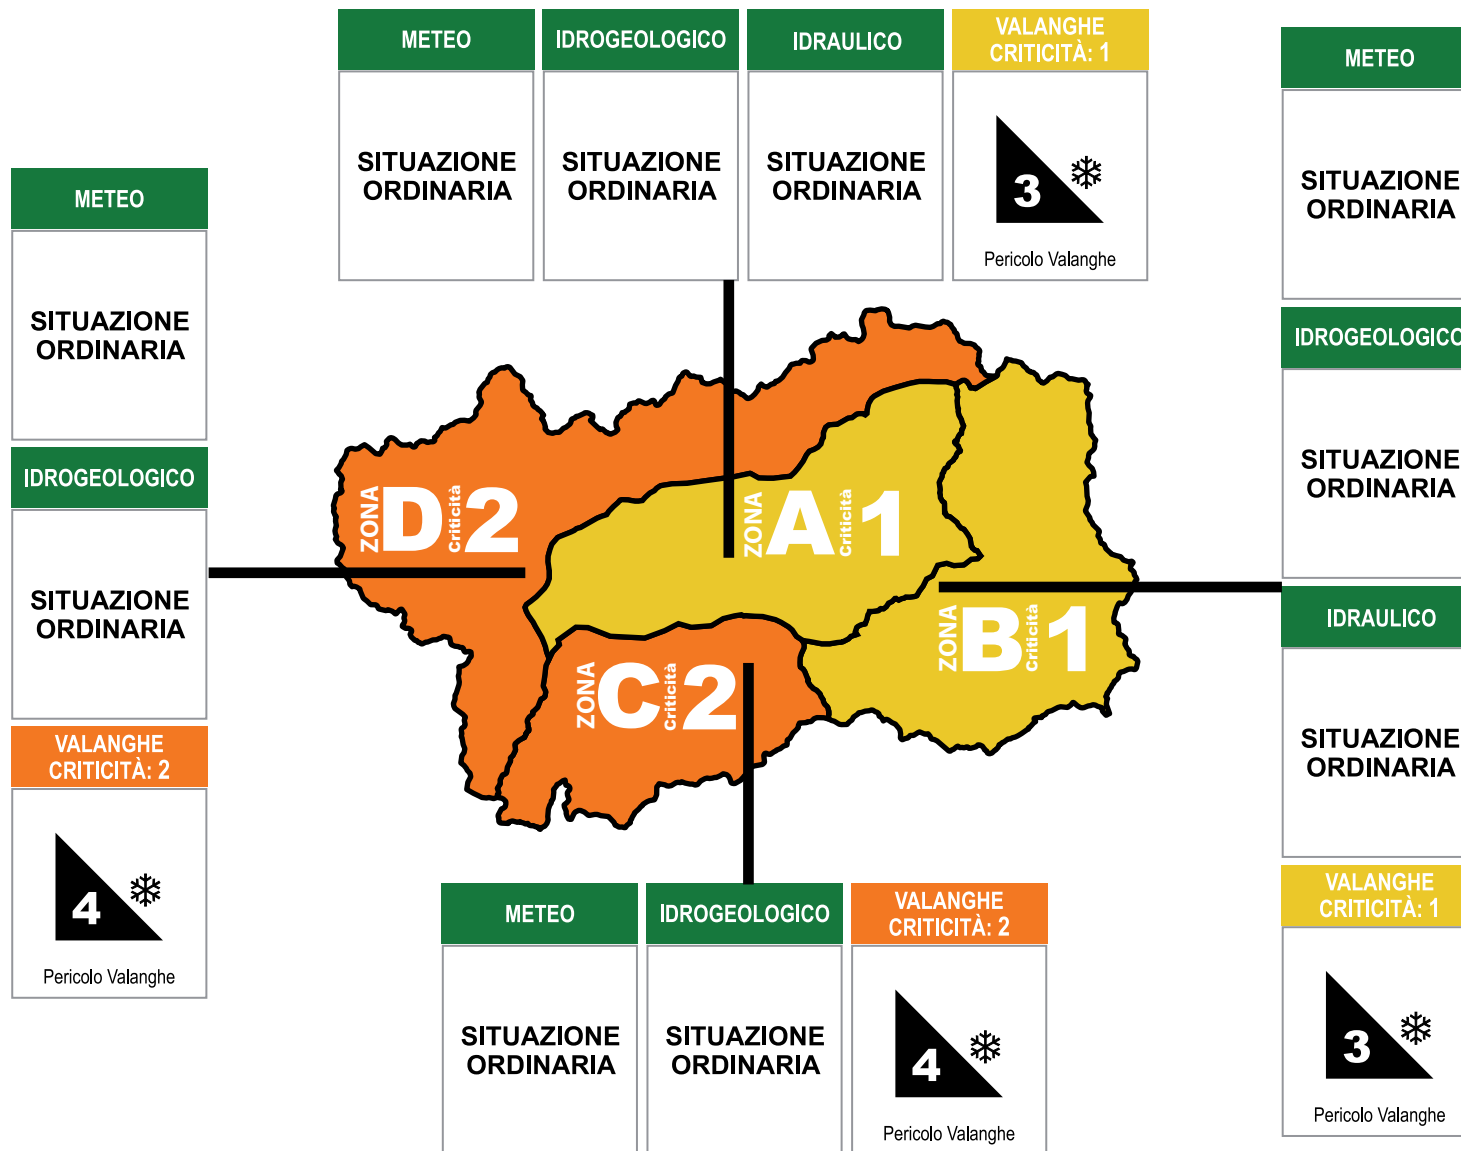 METEO
SITUAZIONE
ORDINARIA
IDROGEOLOGICO
SITUAZIONE
ORDINARIA
IDRAULICO
SITUAZIONE
ORDINARIA
VALANGHE
CRITICITÀ: 1
3
Pericolo Valanghe
METEO
SITUAZIONE
ORDINARIA
IDROGEOLOGICO
SITUAZIONE
ORDINARIA
VALANGHE
CRITICITÀ: 2
4
Pericolo Valanghe
ZONA D Criticità 2
ZONA A Criticità 1
ZONA B Criticità 1
ZONA C Criticità 2
METEO
SITUAZIONE
ORDINARIA
IDROGEOLOGICO
SITUAZIONE
ORDINARIA
IDRAULICO
SITUAZIONE
ORDINARIA
VALANGHE
CRITICITÀ: 1
3
Pericolo Valanghe
METEO
SITUAZIONE
ORDINARIA
IDROGEOLOGICO
SITUAZIONE
ORDINARIA
VALANGHE
CRITICITÀ: 2
4
Pericolo Valanghe